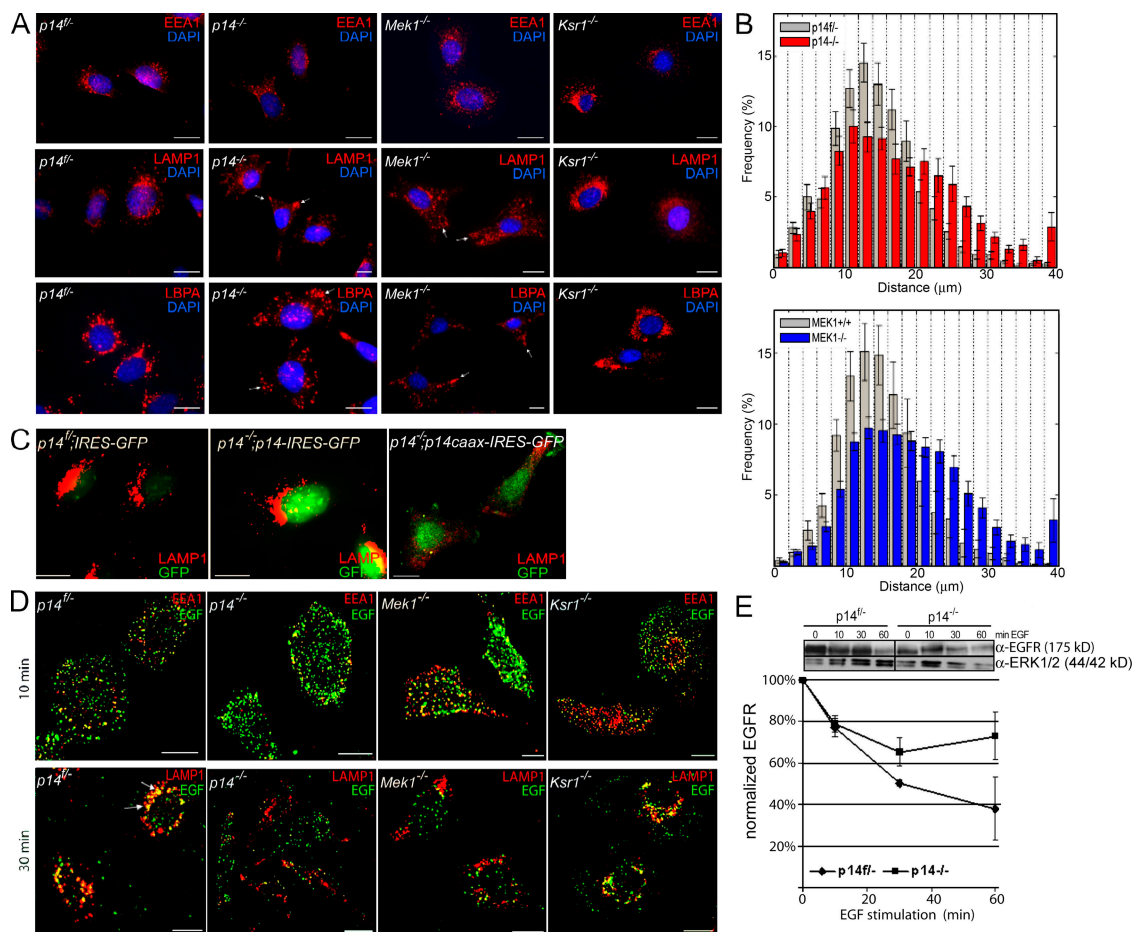 A
p14f/-
EEA1
DAPI
p14-/-
EEA1
DAPI
Mek1-/-
EEA1
DAPI
Ksr1-/-
EEA1
DAPI
p14f/-
LAMP1
DAPI
p14-/-
LAMP1
DAPI
Mek1-/-
LAMP1
DAPI
Ksr1-/-
LAMP1
DAPI
p14f/-
LBPA
DAPI
p14-/-
LBPA
DAPI
Mek1-/-
LBPA
DAPI
Ksr1-/-
LBPA
DAPI
B
p14f/-
p14-/-
15
10
5
Frequency (%)
0
10
20
30
40
Distance (µm)
MEK1+/+
MEK1-/-
15
10
5
Frequency (%)
0
10
20
30
40
Distance (µm)
C
p14f/-;IRES-GFP
LAMP1
GFP
p14-/-;p14-IRES-GFP
LAMP1
GFP
p14-/-;p14caax-IRES-GFP
LAMP1
GFP
D
10 min
p14f/-
EEA1
EGF
p14-/-
EEA1
EGF
Mek1-/-
EEA1
EGF
Ksr1-/-
EEA1
EGF
30 min
p14f/-
LAMP1
EGF
p14-/-
LAMP1
EGF
Mek1-/-
LAMP1
EGF
Ksr1-/-
LAMP1
EGF
E
p14f/-
p14-/-
0 10 30 60 0 10 30 60 min EGF
α-EGFR (175 kD)
α-ERK1/2 (44/42 kD)
100%
80%
60%
40%
20%
normalized EGFR
p14f/-
p14-/-
0
20
40
60
EGF stimulation (min)